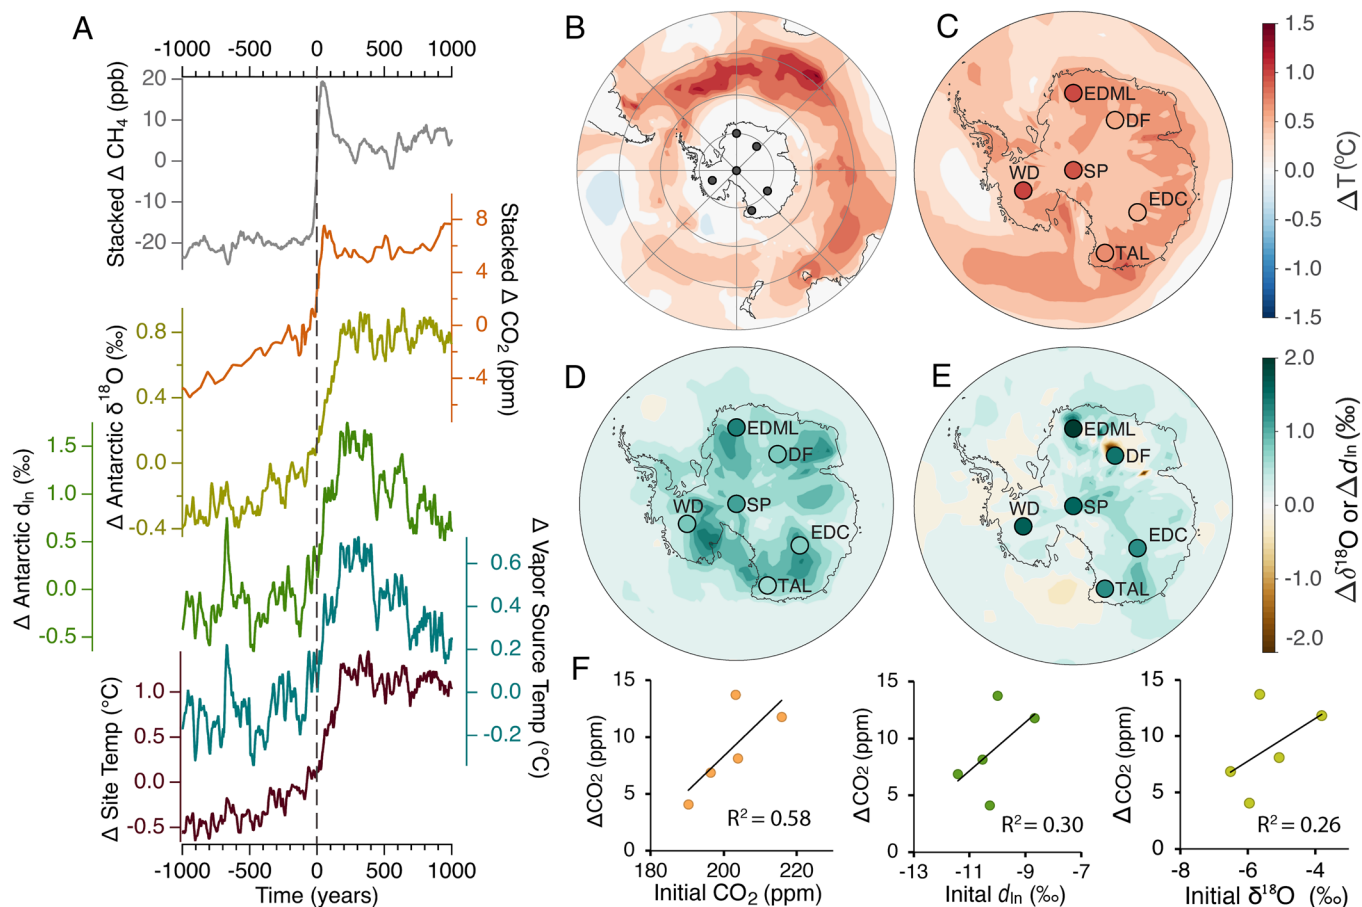 A
-1000 -500 0 500 1000
Stacked Δ CH4 (ppb)
20
10
0
-10
-20
Stacked Δ CO2 (ppm)
8
4
0
-4
Δ Antarctic δ18O (‰)
0.8
0.4
0.0
-0.4
Δ Antarctic dln (‰)
1.5
1.0
0.5
0.0
-0.5
Δ Vapor Source Temp (°C)
0.6
0.4
0.2
0.0
-0.2
Δ Site Temp (°C)
1.0
0.5
0.0
-0.5
-1000 -500 0 500 1000
Time (years)
B
C
EDML
DF
WD
SP
EDC
TAL
1.5
1.0
0.5
0.0
-0.5
-1.0
-1.5
Δ T (°C)
D
EDML
DF
WD
SP
EDC
TAL
E
EDML
DF
WD
SP
EDC
TAL
2.0
1.0
0.0
-1.0
-2.0
Δδ18O or Δdln (‰)
F
ΔCO2 (ppm)
15
10
5
0
R2 = 0.58
180 200 220
Initial CO2 (ppm)
ΔCO2 (ppm)
15
10
5
0
R2 = 0.30
-13 -11 -9 -7
Inital dln (‰)
ΔCO2 (ppm)
15
10
5
0
R2 = 0.26
-8 -6 -4 -2
Initial δ18O (‰)